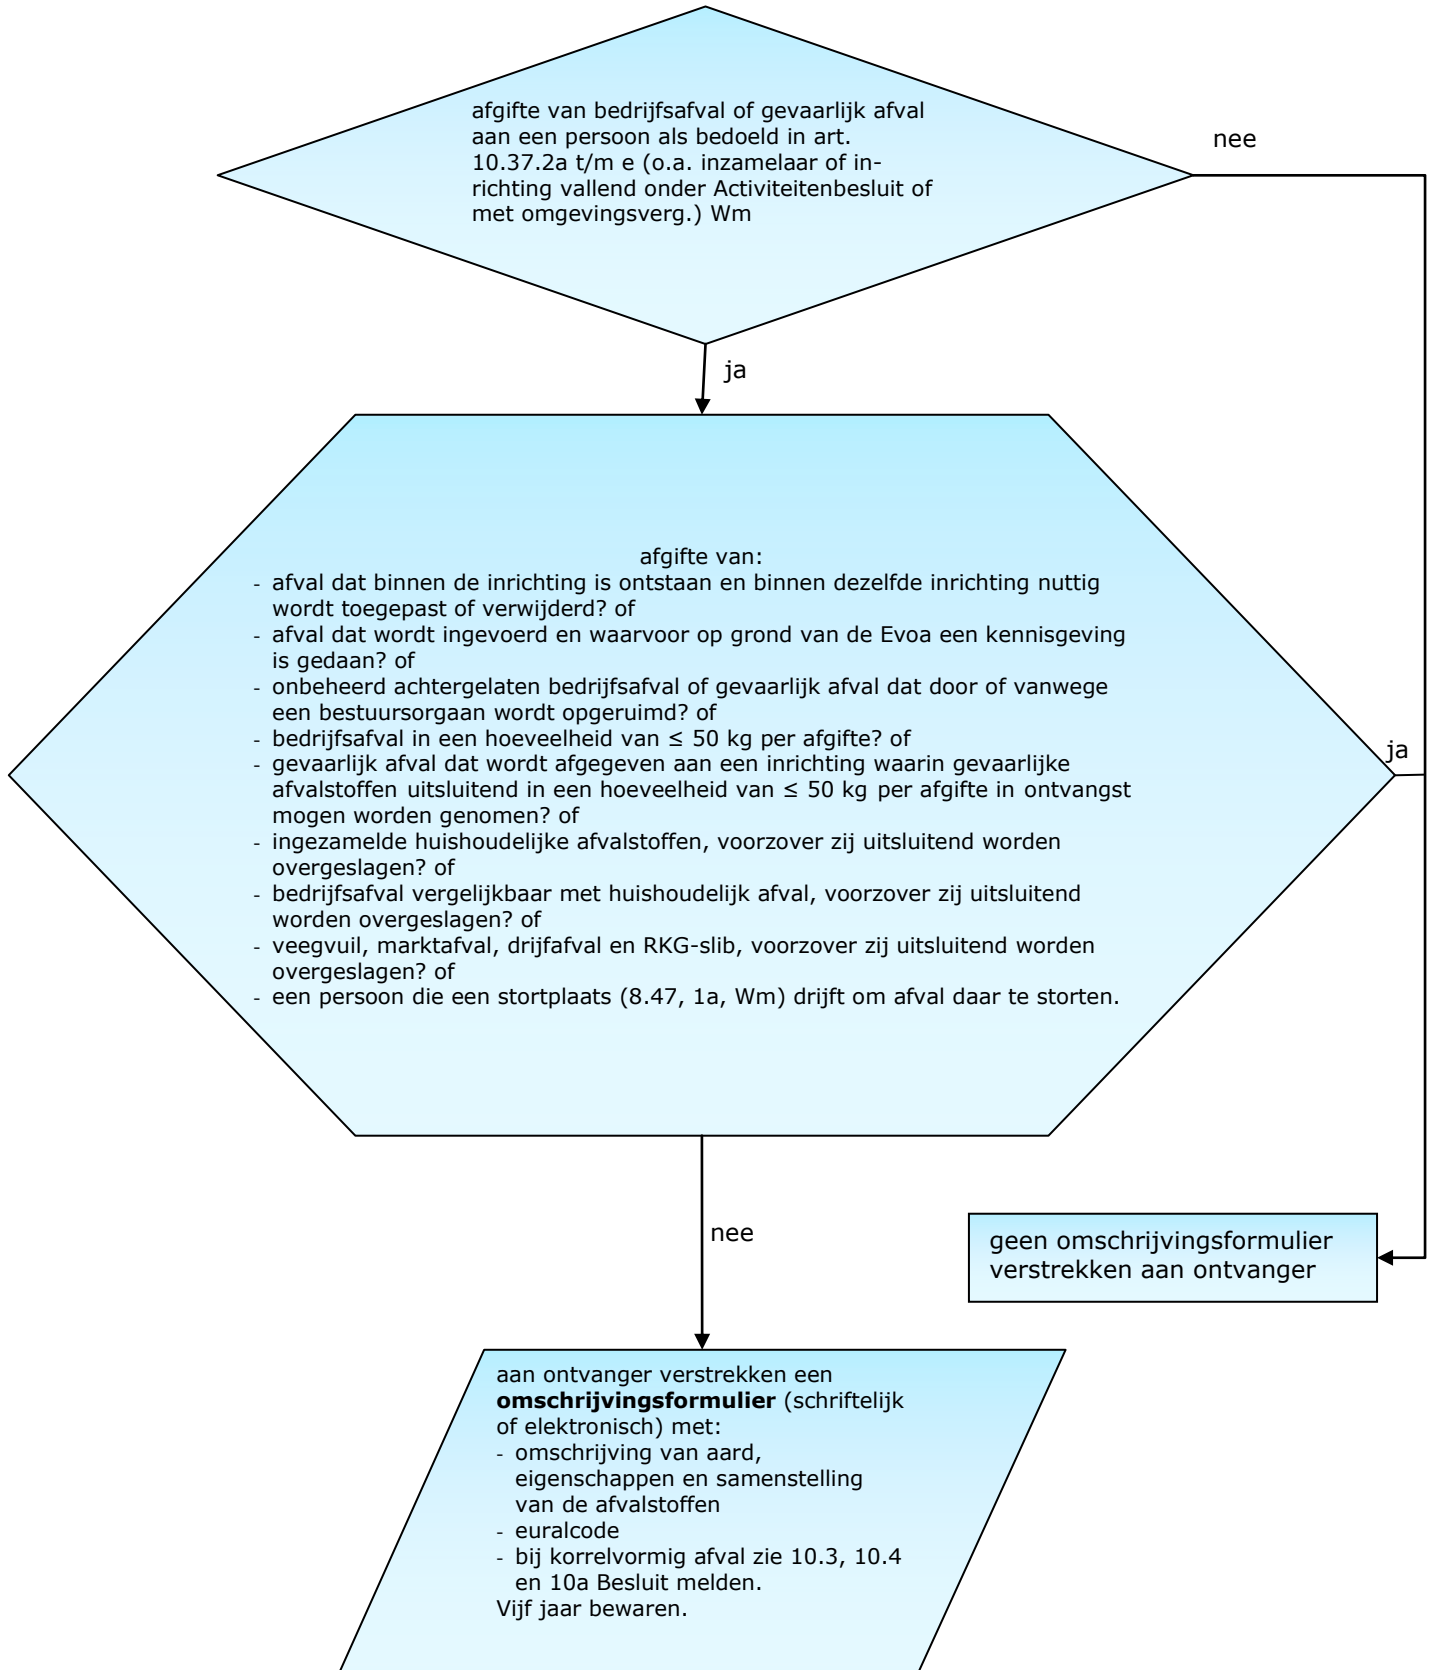 afgifte van bedrijfsafval of gevaarlijk afval
aan een persoon als bedoeld in art.
10.37.2a t/m e (o.a. inzamelaar of in-
richting vallend onder Activiteitenbesluit of
met omgevingsverg.) Wm
nee
ja
afgifte van:
- afval dat binnen de inrichting is ontstaan en binnen dezelfde inrichting nuttig
wordt toegepast of verwijderd? of
- afval dat wordt ingevoerd en waarvoor op grond van de Evoa een kennisgeving
is gedaan? of
- onbeheerd achtergelaten bedrijfsafval of gevaarlijk afval dat door of vanwege
een bestuursorgaan wordt opgeruimd? of
- bedrijfsafval in een hoeveelheid van ≤ 50 kg per afgifte? of
- gevaarlijk afval dat wordt afgegeven aan een inrichting waarin gevaarlijke
afvalstoffen uitsluitend in een hoeveelheid van ≤ 50 kg per afgifte in ontvangst
mogen worden genomen? of
- ingezamelde huishoudelijke afvalstoffen, voorzover zij uitsluitend worden
overgeslagen? of
- bedrijfsafval vergelijkbaar met huishoudelijk afval, voorzover zij uitsluitend
worden overgeslagen? of
- veegvuil, marktafval, drijfafval en RKG-slib, voorzover zij uitsluitend worden
overgeslagen? of
- een persoon die een stortplaats (8.47, 1a, Wm) drijft om afval daar te storten.
ja
nee
geen omschrijvingsformulier
verstrekken aan ontvanger
aan ontvanger verstrekken een
omschrijvingsformulier (schriftelijk
of elektronisch) met:
- omschrijving van aard,
eigenschappen en samenstelling
van de afvalstoffen
- euralcode
- bij korrelvormig afval zie 10.3, 10.4
en 10a Besluit melden.
Vijf jaar bewaren.